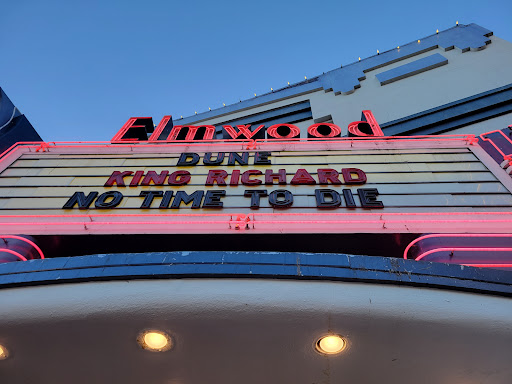 Elmwood
DUNE
KING RICHARD
NO TIME TO DIE